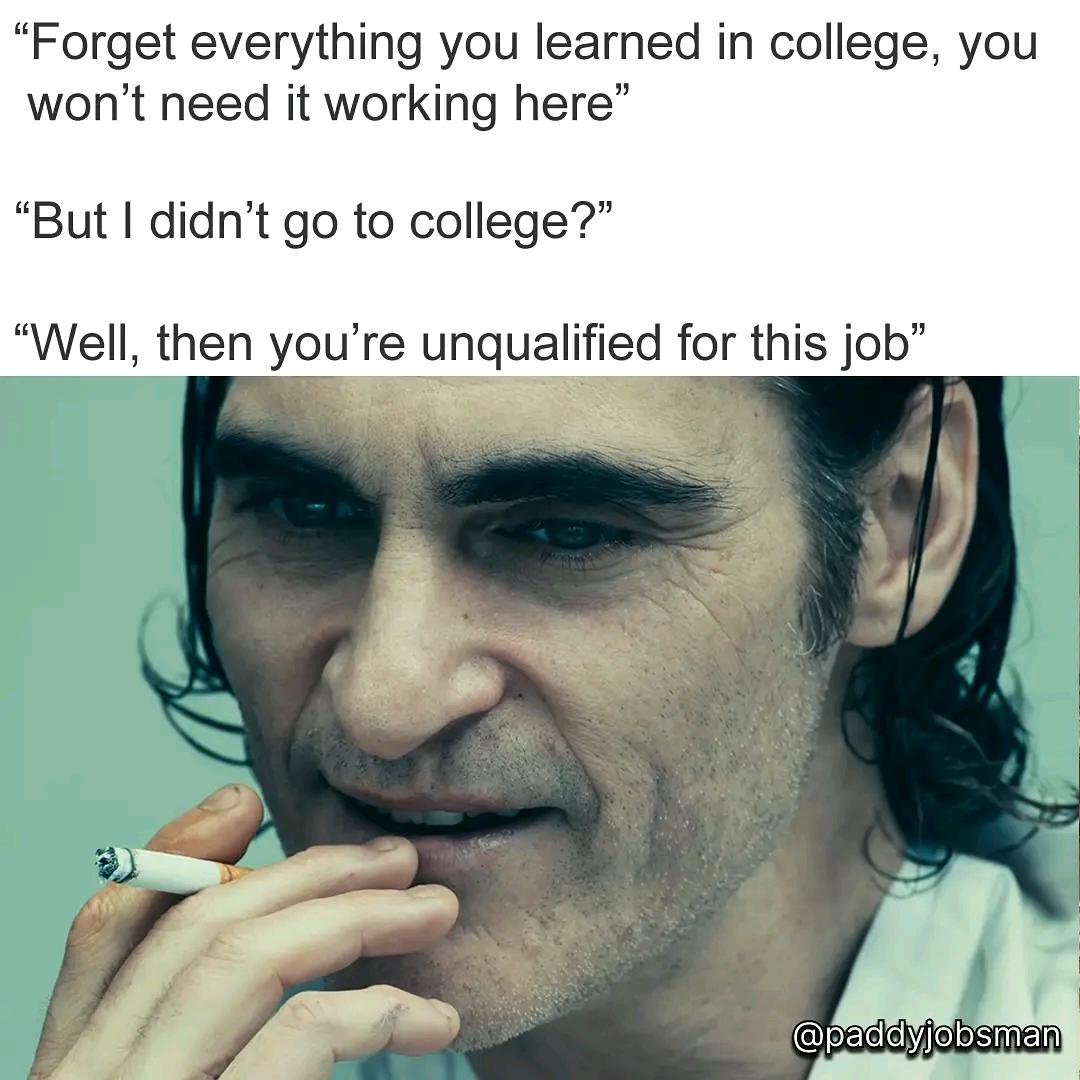 “Forget everything you learned in college, you
won’t need it working here”
“But I didn’t go to college?”
“Well, then you’re unqualified for this job”
@paddyjobsman